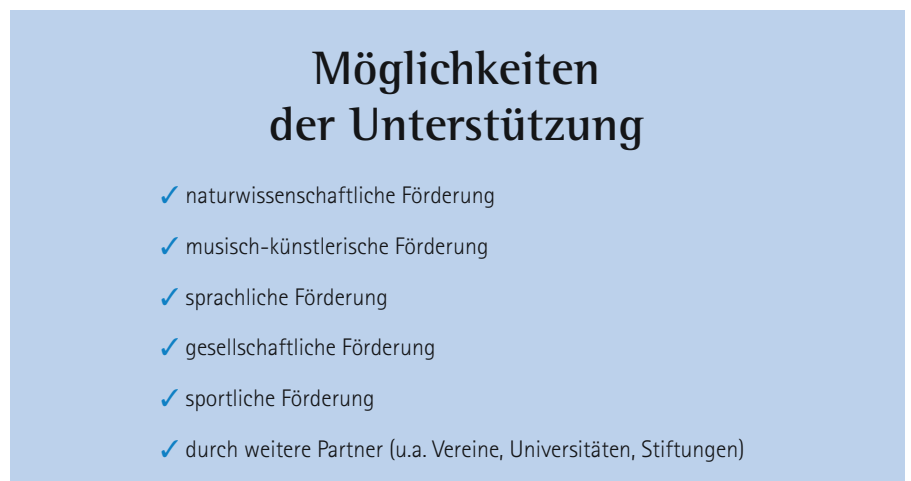 Möglichkeiten
der Unterstützung
✓ naturwissenschaftliche Förderung
✓ musisch-künstlerische Förderung
✓ sprachliche Förderung
✓ gesellschaftliche Förderung
✓ sportliche Förderung
✓ durch weitere Partner (u.a. Vereine, Universitäten, Stiftungen)